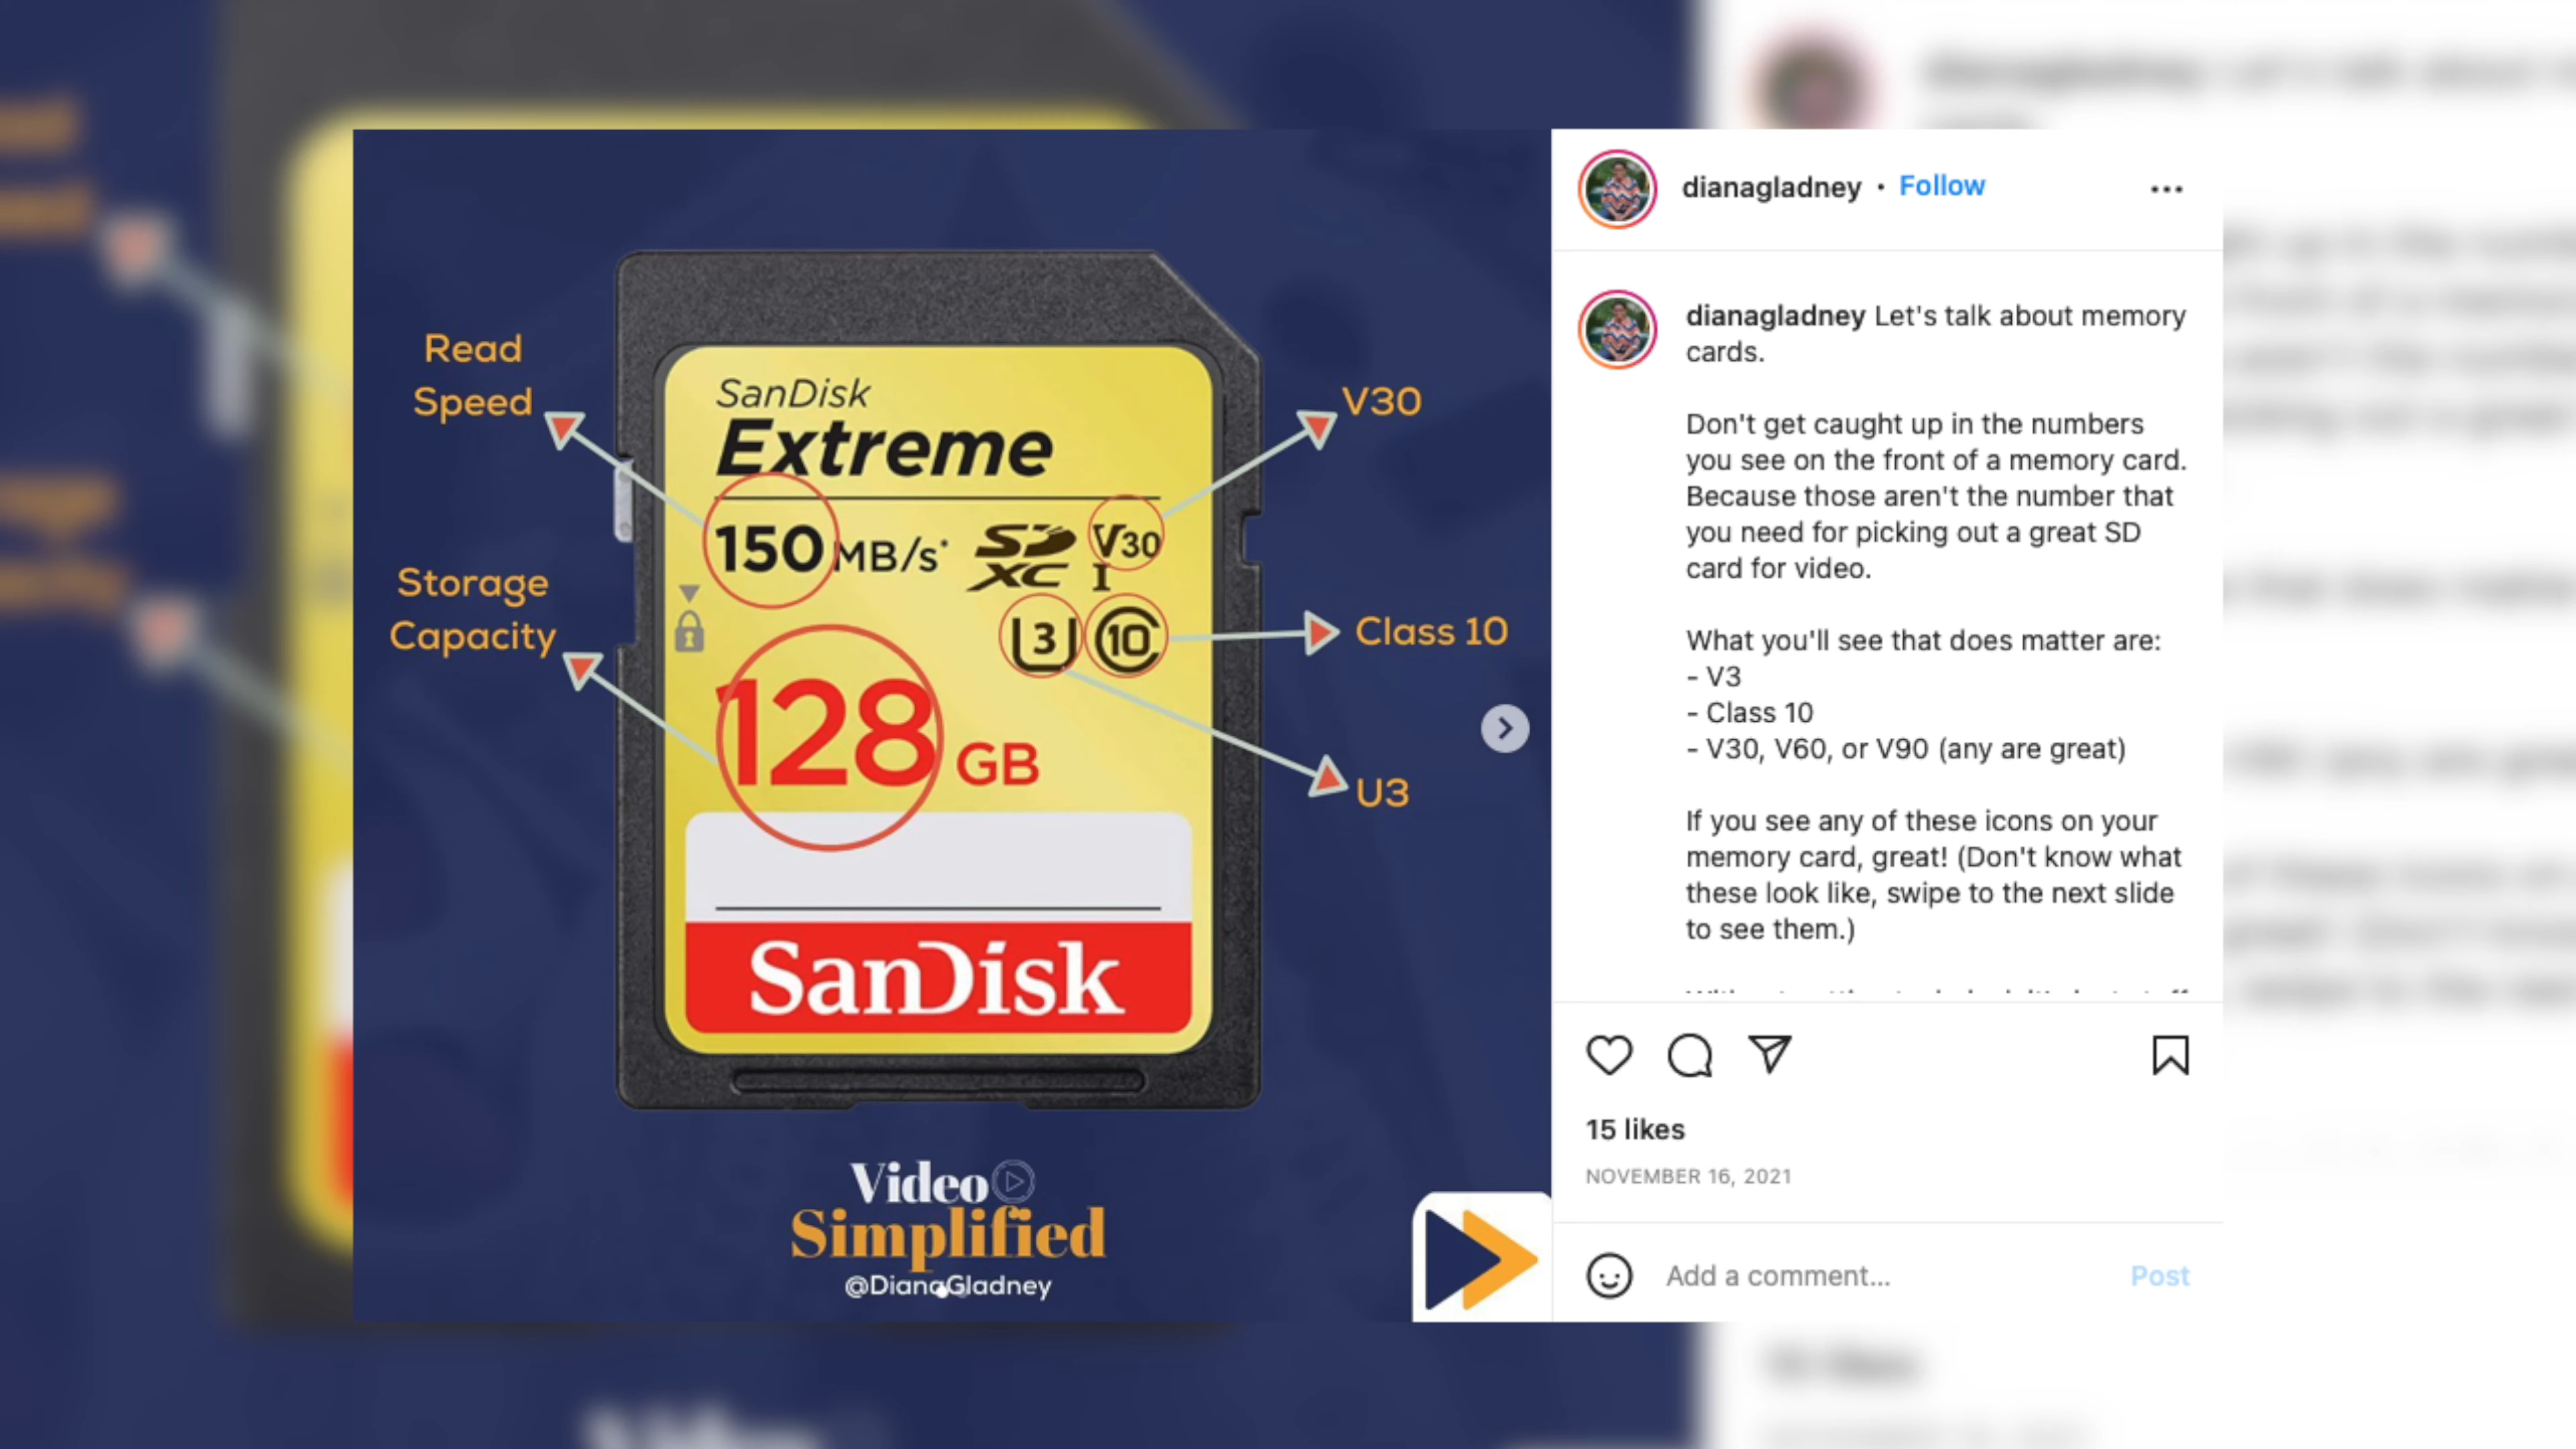 Read
Speed
Storage
Capacity
SanDisk
Extreme
150 MB/s*
SD
XC
V30
I
U3
10
128 GB
SanDisk
V30
Class 10
U3
Video
Simplified
@DianaGladney
dianagladney • Follow
dianagladney Let's talk about memory
cards.
Don't get caught up in the numbers
you see on the front of a memory card.
Because those aren't the number that
you need for picking out a great SD
card for video.
What you'll see that does matter are:
- V3
- Class 10
- V30, V60, or V90 (any are great)
If you see any of these icons on your
memory card, great! (Don't know what
these look like, swipe to the next slide
to see them.)
15 likes
NOVEMBER 16, 2021
Add a comment...
Post